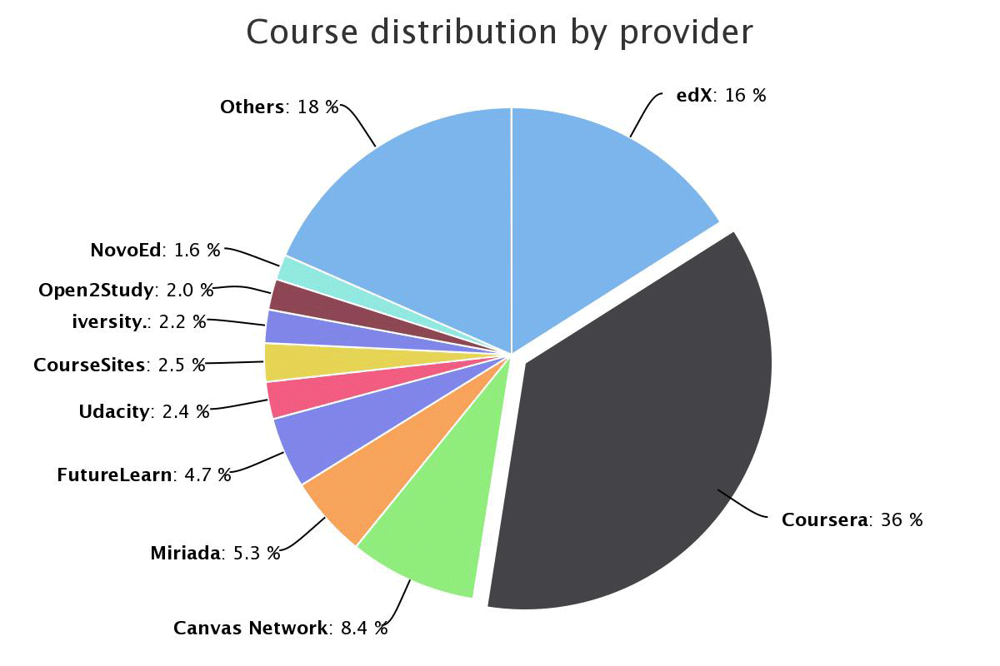 Course distribution by provider
edX: 16 %
Others: 18 %
NovoEd: 1.6 %
Open2Study: 2.0 %
iversity.: 2.2 %
CourseSites: 2.5 %
Udacity: 2.4 %
FutureLearn: 4.7 %
Coursera: 36 %
Miriada: 5.3 %
Canvas Network: 8.4 %